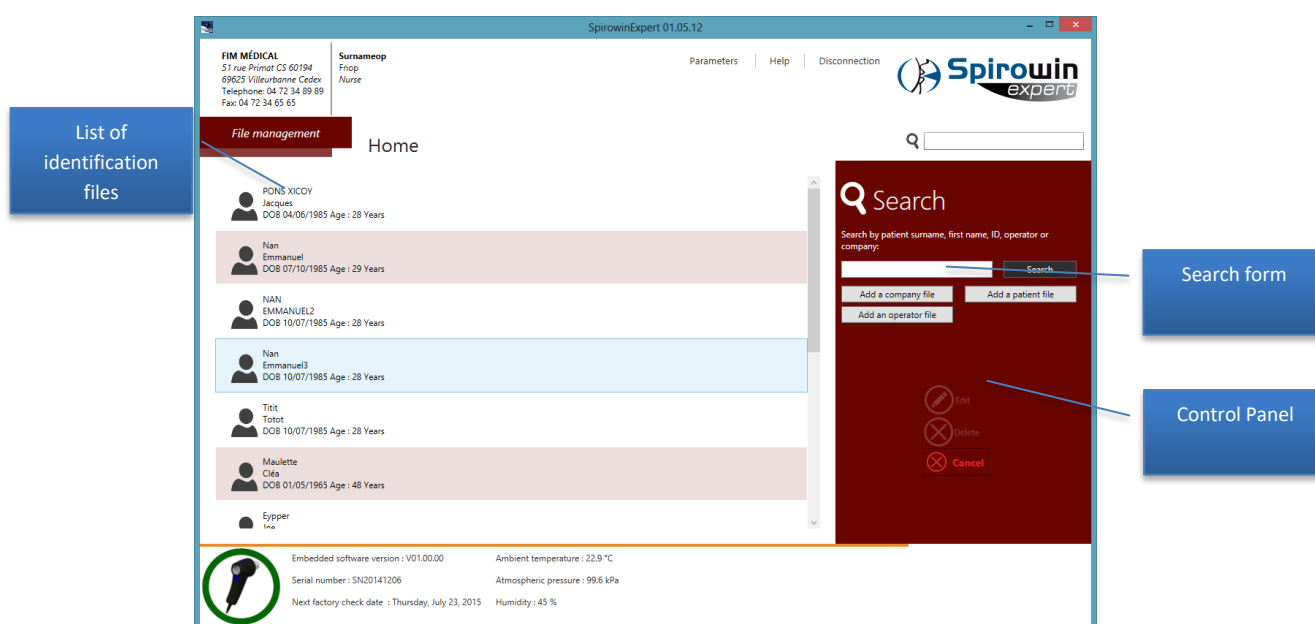 SpirowinExpert 01.05.12
FIM MÉDICAL
51 rue Primat CS 60194
69625 Villeurbanne Cedex
Telephone: 04 72 34 89 89
Fax: 04 72 34 65 65
Surnameop
Fnop
Nurse
Parameters
Help
Disconnection
Spirowin
expert
List of
identification
files
File management
Home
PONS XICOY
Jacques
DOB 04/06/1985 Age : 28 Years
Nan
Emmanuel
DOB 07/10/1985 Age : 29 Years
NAN
EMMANUEL2
DOB 10/07/1985 Age : 28 Years
Nan
Emmanuel3
DOB 10/07/1985 Age : 28 Years
Titit
Totot
DOB 10/07/1985 Age : 28 Years
Maulette
Cléa
DOB 01/05/1965 Age : 48 Years
Eypper
Search
Search by patient surname, first name, ID, operator or
company:
Search
Add a company file
Add a patient file
Add an operator file
Edit
Delete
Cancel
Search form
Control Panel
Embedded software version : V01.00.00
Serial number : SN20141206
Next factory check date : Thursday, July 23, 2015
Ambient temperature : 22.9 °C
Atmospheric pressure : 99.6 kPa
Humidity : 45 %